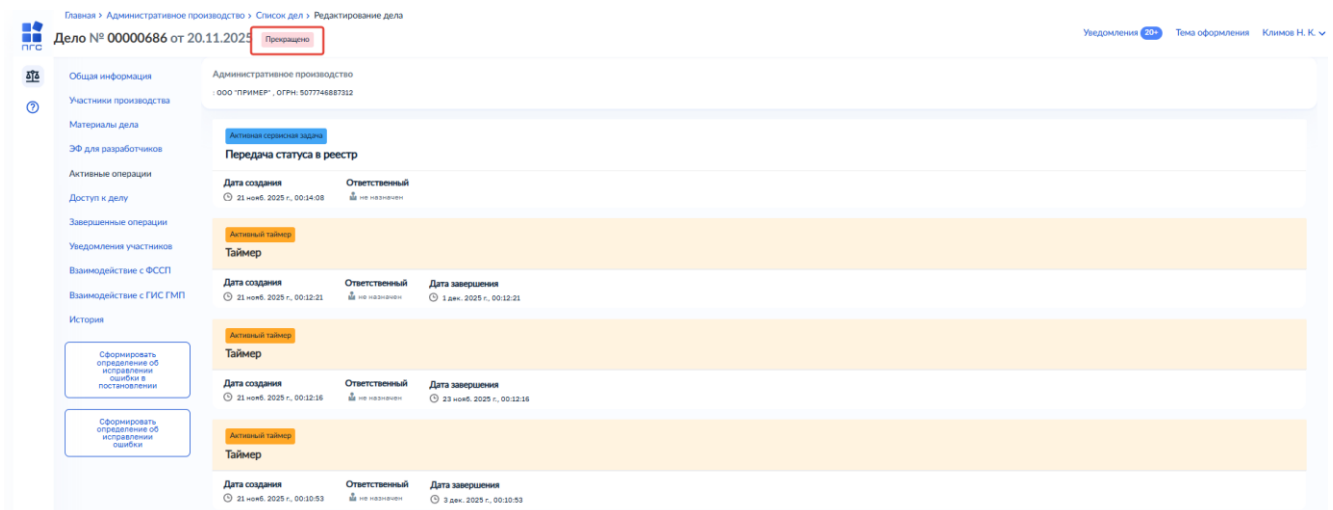 Главная › Административное производство › Список дел › Редактирование дела
ПГС
Дело № 00000686 от 20.11.2025 Прекращено
Уведомления 20+ Тема оформления Климов Н. К.
Общая информация
Участники производства
Материалы дела
ЭФ для разработчиков
Активные операции
Доступ к делу
Завершенные операции
Уведомления участников
Взаимодействие с ФССП
Взаимодействие с ГИС ГМП
История
Сформировать
определение об
исправлении
ошибки в
постановлении
Сформировать
определение об
исправлении
ошибки
Административное производство
: ООО "ПРИМЕР" , ОГРН: 5077746887312
Активная сервисная задача
Передача статуса в реестр
Дата создания Ответственный
21 нояб. 2025 г., 00:14:08 не назначен
Активный таймер
Таймер
Дата создания Ответственный Дата завершения
21 нояб. 2025 г., 00:12:21 не назначен 1 дек. 2025 г., 00:12:21
Активный таймер
Таймер
Дата создания Ответственный Дата завершения
21 нояб. 2025 г., 00:12:16 не назначен 23 нояб. 2025 г., 00:12:16
Активный таймер
Таймер
Дата создания Ответственный Дата завершения
21 нояб. 2025 г., 00:10:53 не назначен 3 дек. 2025 г., 00:10:53